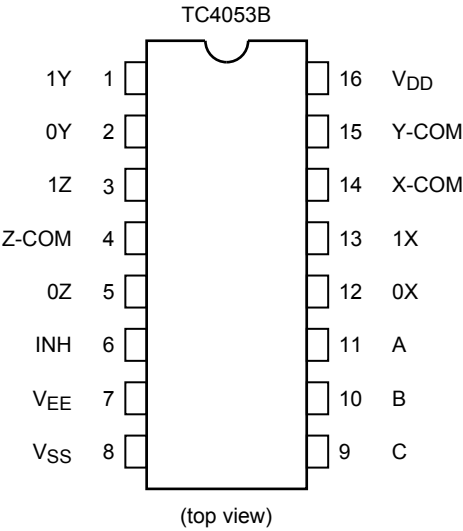 TC4053B
1Y 1 16 VDD
0Y 2 15 Y-COM
1Z 3 14 X-COM
Z-COM 4 13 1X
0Z 5 12 0X
INH 6 11 A
VEE 7 10 B
VSS 8 9 C
(top view)